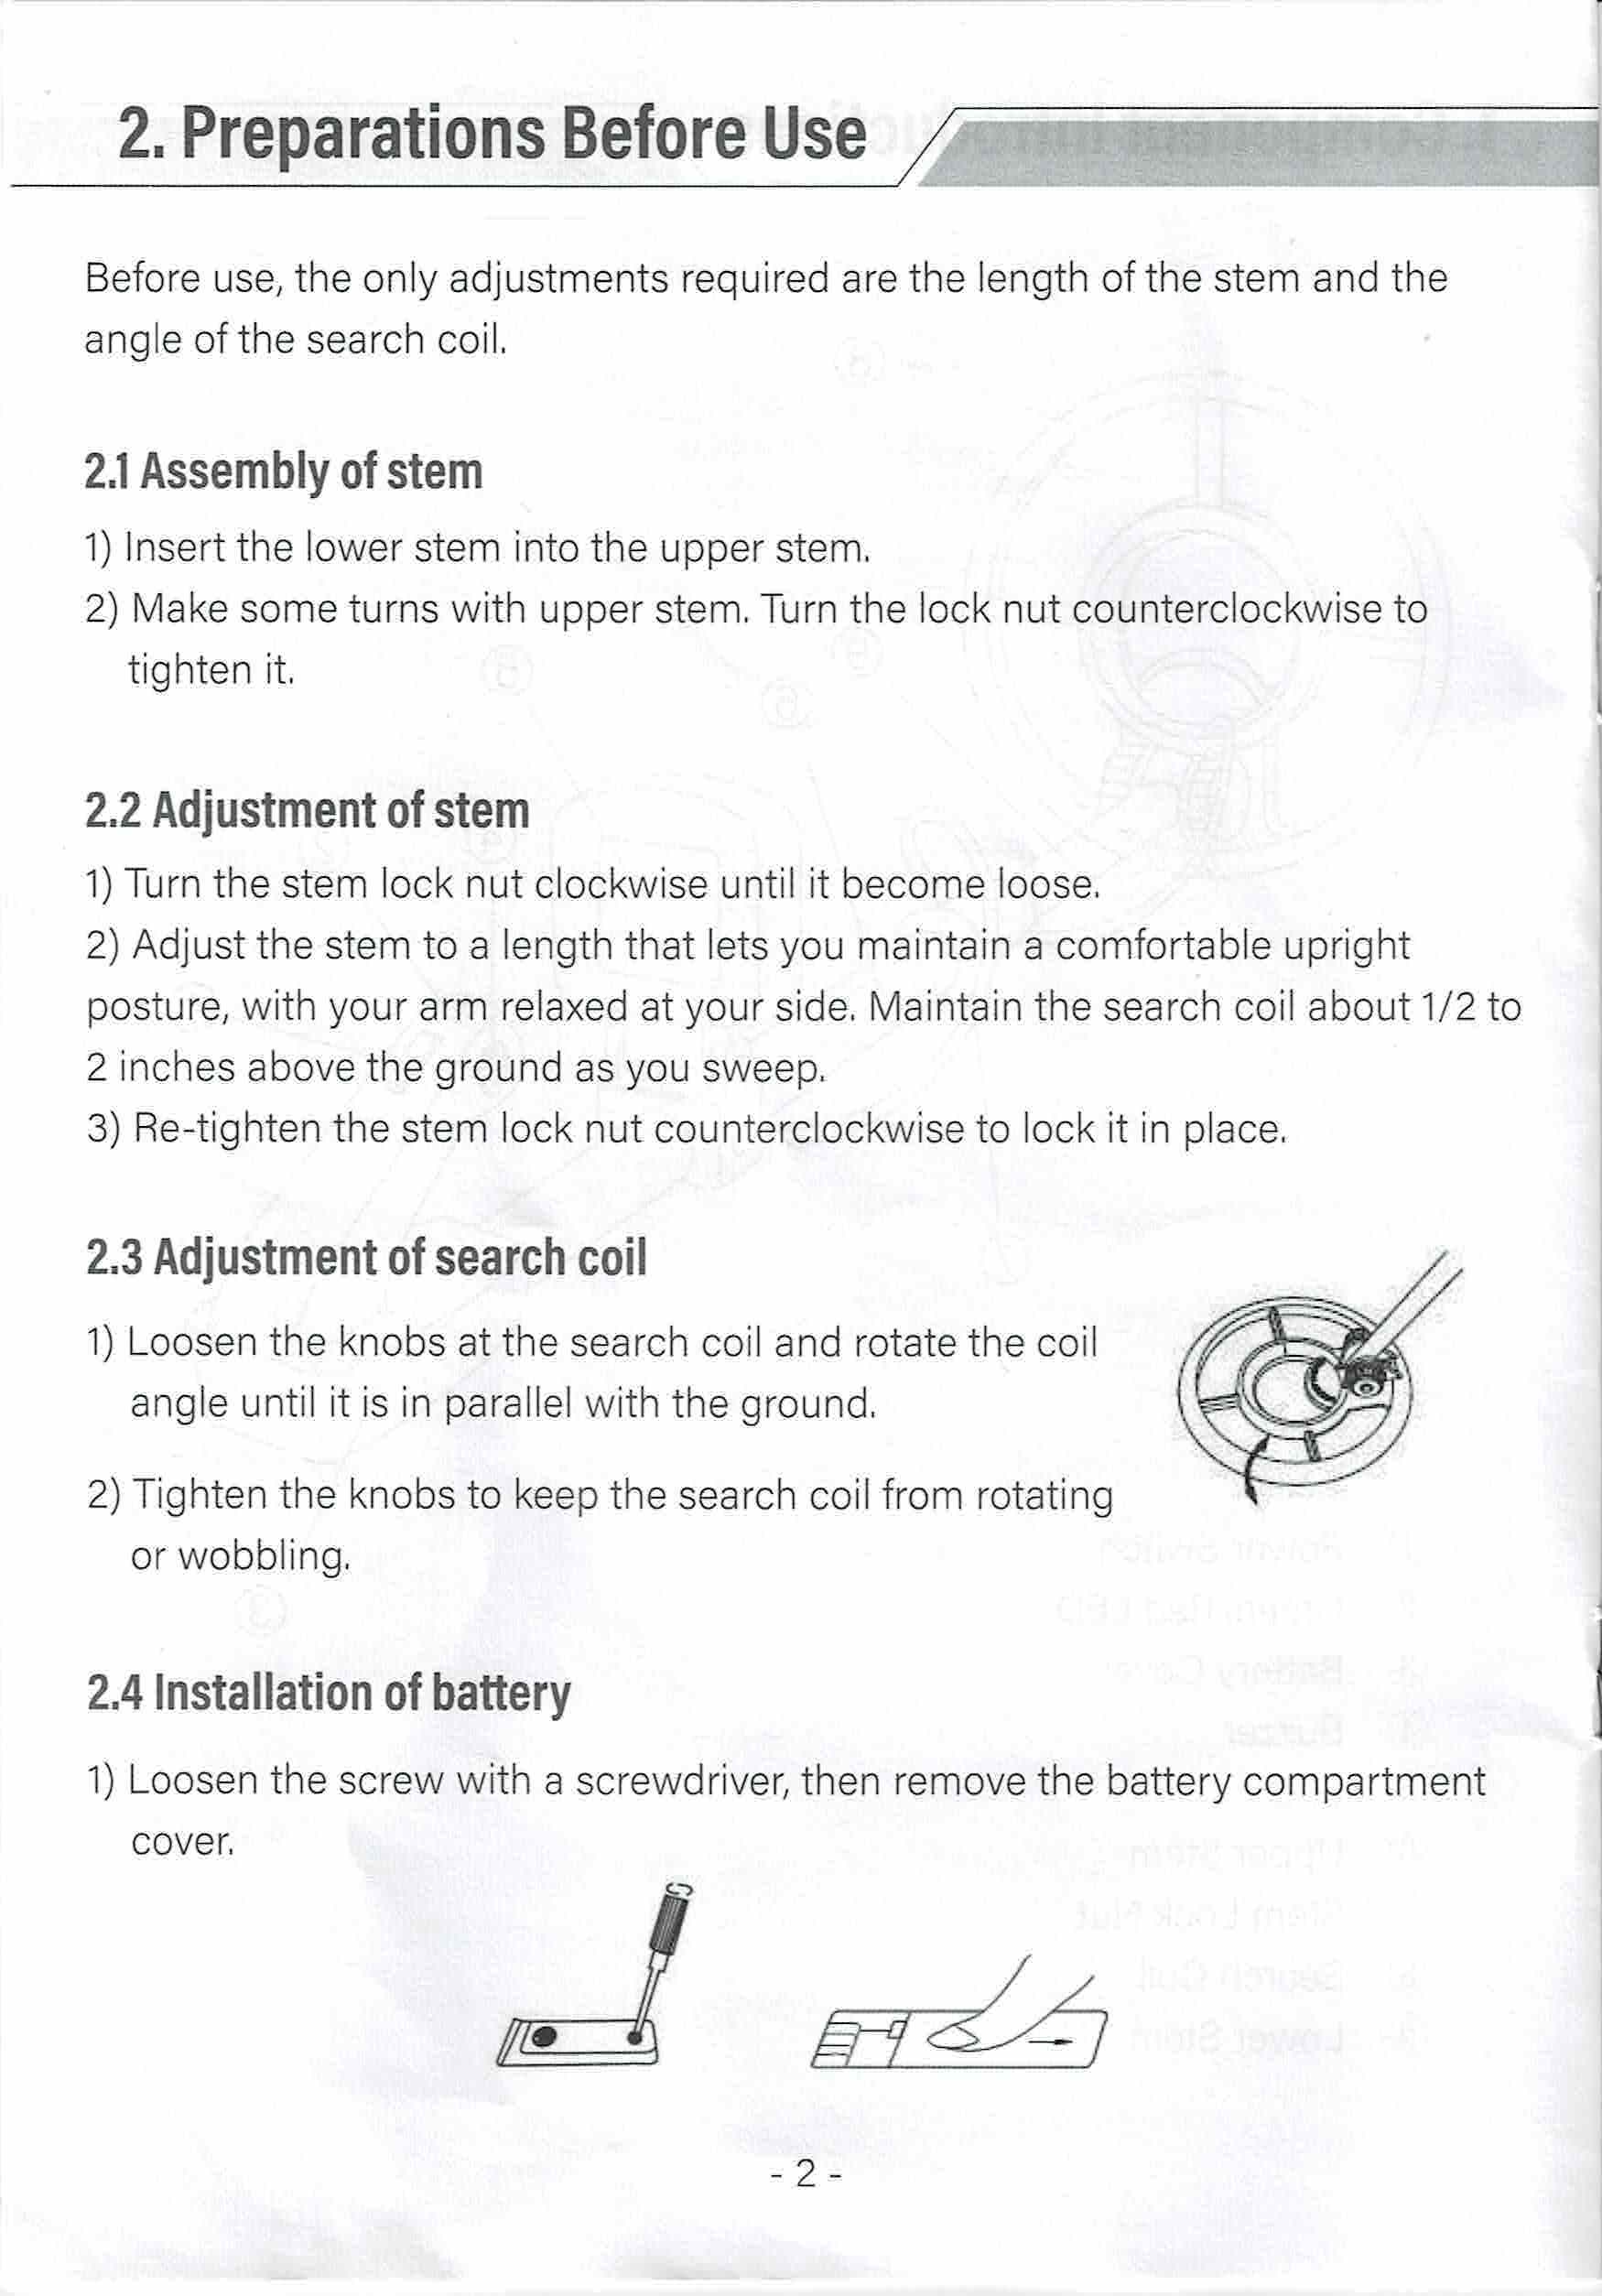 2. Preparations Before Use
Before use, the only adjustments required are the length of the stem and the
angle of the search coil.
2.1 Assembly of stem
1) Insert the lower stem into the upper stem.
2) Make some turns with upper stem. Turn the lock nut counterclockwise to
tighten it.
2.2 Adjustment of stem
1) Turn the stem lock nut clockwise until it become loose.
2) Adjust the stem to a length that lets you maintain a comfortable upright
posture, with your arm relaxed at your side. Maintain the search coil about 1/2 to
2 inches above the ground as you sweep.
3) Re-tighten the stem lock nut counterclockwise to lock it in place.
2.3 Adjustment of search coil
1) Loosen the knobs at the search coil and rotate the coil
angle until it is in parallel with the ground.
2) Tighten the knobs to keep the search coil from rotating
or wobbling.
2.4 Installation of battery
1) Loosen the screw with a screwdriver, then remove the battery compartment
cover.
- 2 -